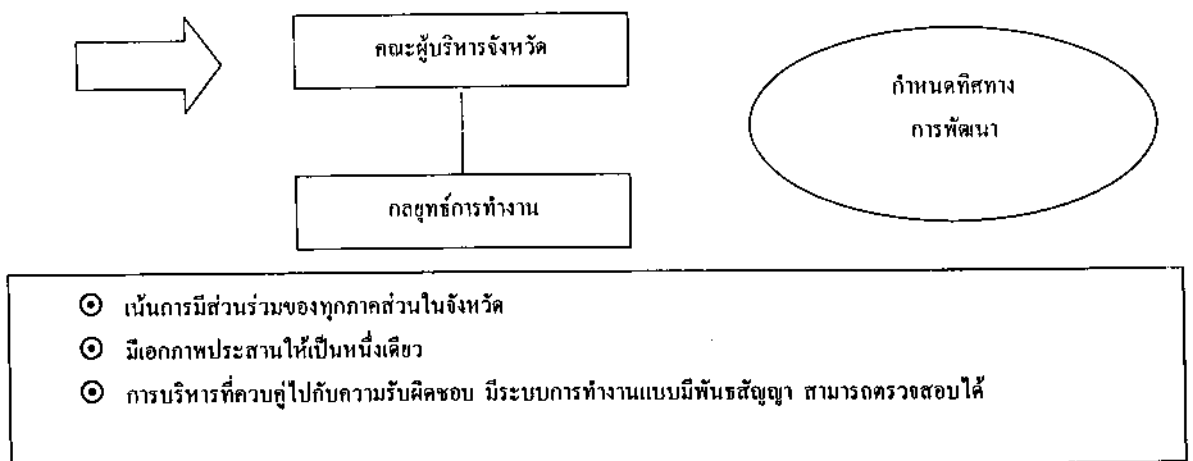 คณะผู้บริหารจังหวัด
กำหนดทิศทาง
การพัฒนา
กลยุทธ์การทำงาน
เน้นการมีส่วนร่วมของทุกภาคส่วนในจังหวัด
มีเอกภาพประสานให้เป็นหนึ่งเดียว
การบริหารที่ควบคู่ไปกับความรับผิดชอบ มีระบบการทำงานแบบมีพันธสัญญา สามารถตรวจสอบได้